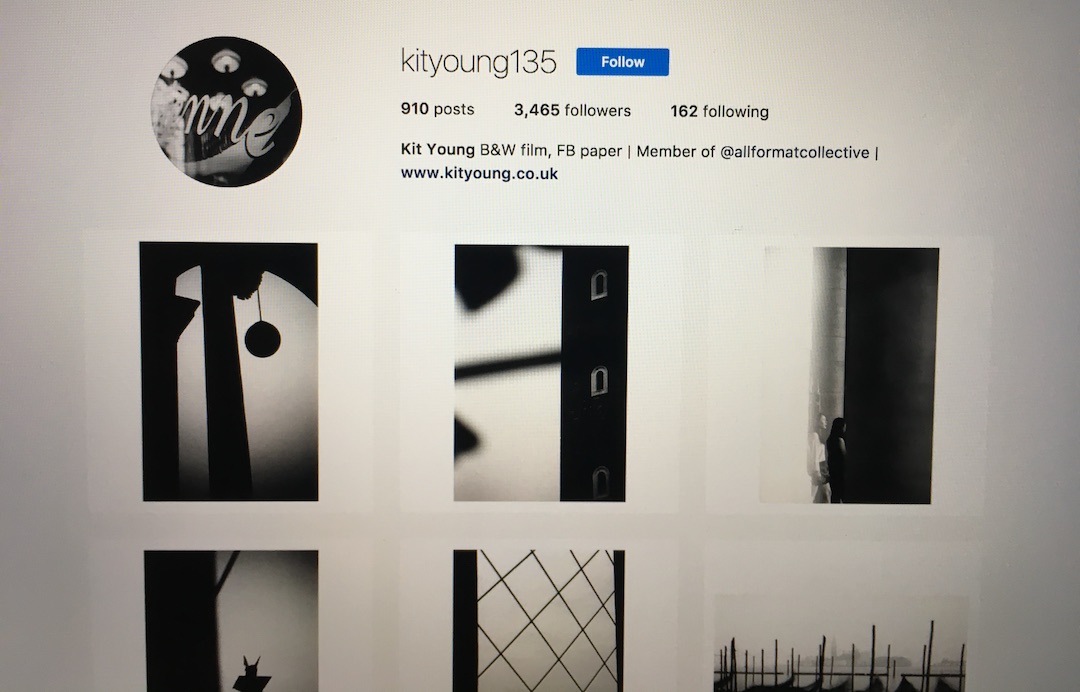 kityoung135 Follow
910 posts 3,465 followers 162 following
Kit Young B&W film, FB paper | Member of @allformatcollective |
www.kityoung.co.uk